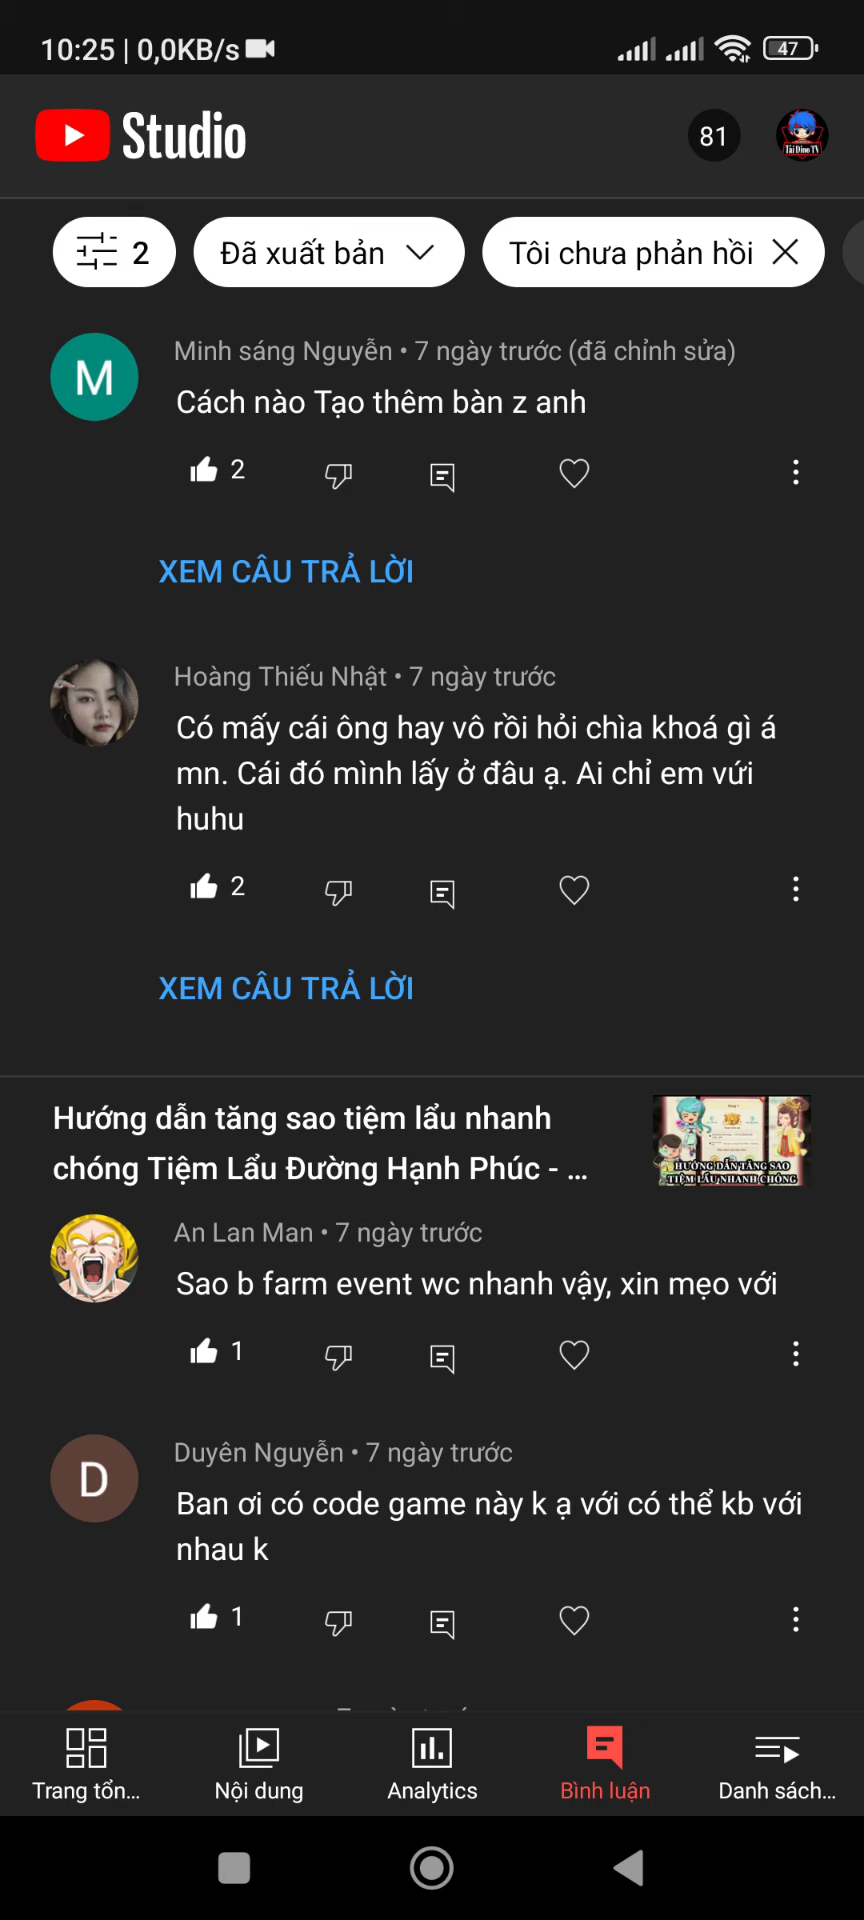 10:25 | 0,0KB/s
47
Studio
81
Tài Dino TV
2
Đã xuất bản
Tôi chưa phản hồi
M
Minh sáng Nguyễn • 7 ngày trước (đã chỉnh sửa)
Cách nào Tạo thêm bàn z anh
2
XEM CÂU TRẢ LỜI
Hoàng Thiếu Nhật • 7 ngày trước
Có mấy cái ông hay vô rồi hỏi chìa khoá gì á
mn. Cái đó mình lấy ở đâu ạ. Ai chỉ em vứi
huhu
2
XEM CÂU TRẢ LỜI
Hướng dẫn tăng sao tiệm lẩu nhanh
chóng Tiệm Lẩu Đường Hạnh Phúc - ...
HƯỚNG DẪN TĂNG SAO
TIỆM LẨU NHANH CHÓNG
An Lan Man • 7 ngày trước
Sao b farm event wc nhanh vậy, xin mẹo với
1
D
Duyên Nguyễn • 7 ngày trước
Ban ơi có code game này k ạ với có thể kb với
nhau k
1
Trang tổn...
Nội dung
Analytics
Bình luận
Danh sách...